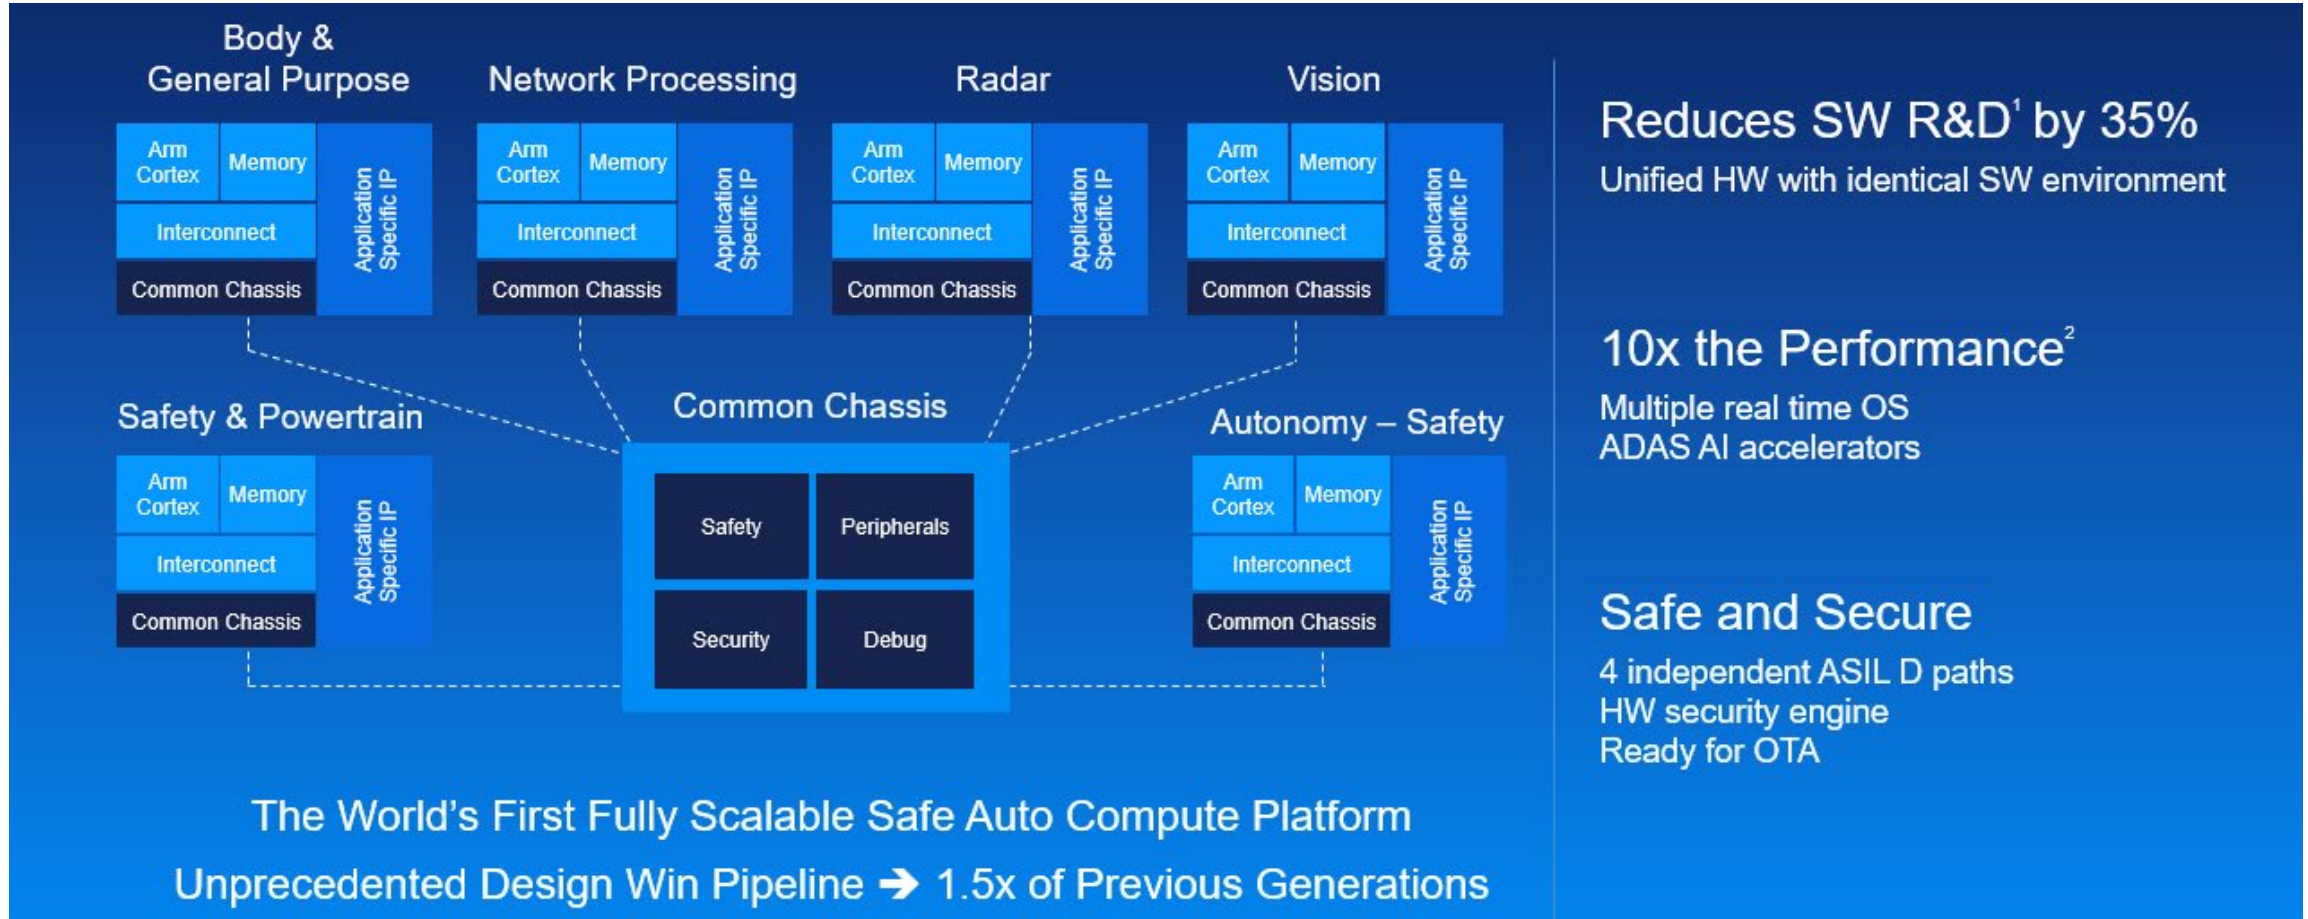 Body &
General Purpose
Network Processing
Radar
Vision
Arm
Cortex
Memory
Interconnect
Common Chassis
Application
Specific IP
Arm
Cortex
Memory
Interconnect
Common Chassis
Application
Specific IP
Arm
Cortex
Memory
Interconnect
Common Chassis
Application
Specific IP
Arm
Cortex
Memory
Interconnect
Common Chassis
Application
Specific IP
Safety & Powertrain
Arm
Cortex
Memory
Interconnect
Common Chassis
Application
Specific IP
Common Chassis
Safety
Peripherals
Security
Debug
Autonomy – Safety
Arm
Cortex
Memory
Interconnect
Common Chassis
Application
Specific IP
The World's First Fully Scalable Safe Auto Compute Platform
Unprecedented Design Win Pipeline ➔ 1.5x of Previous Generations
Reduces SW R&D¹ by 35%
Unified HW with identical SW environment
10x the Performance²
Multiple real time OS
ADAS AI accelerators
Safe and Secure
4 independent ASIL D paths
HW security engine
Ready for OTA